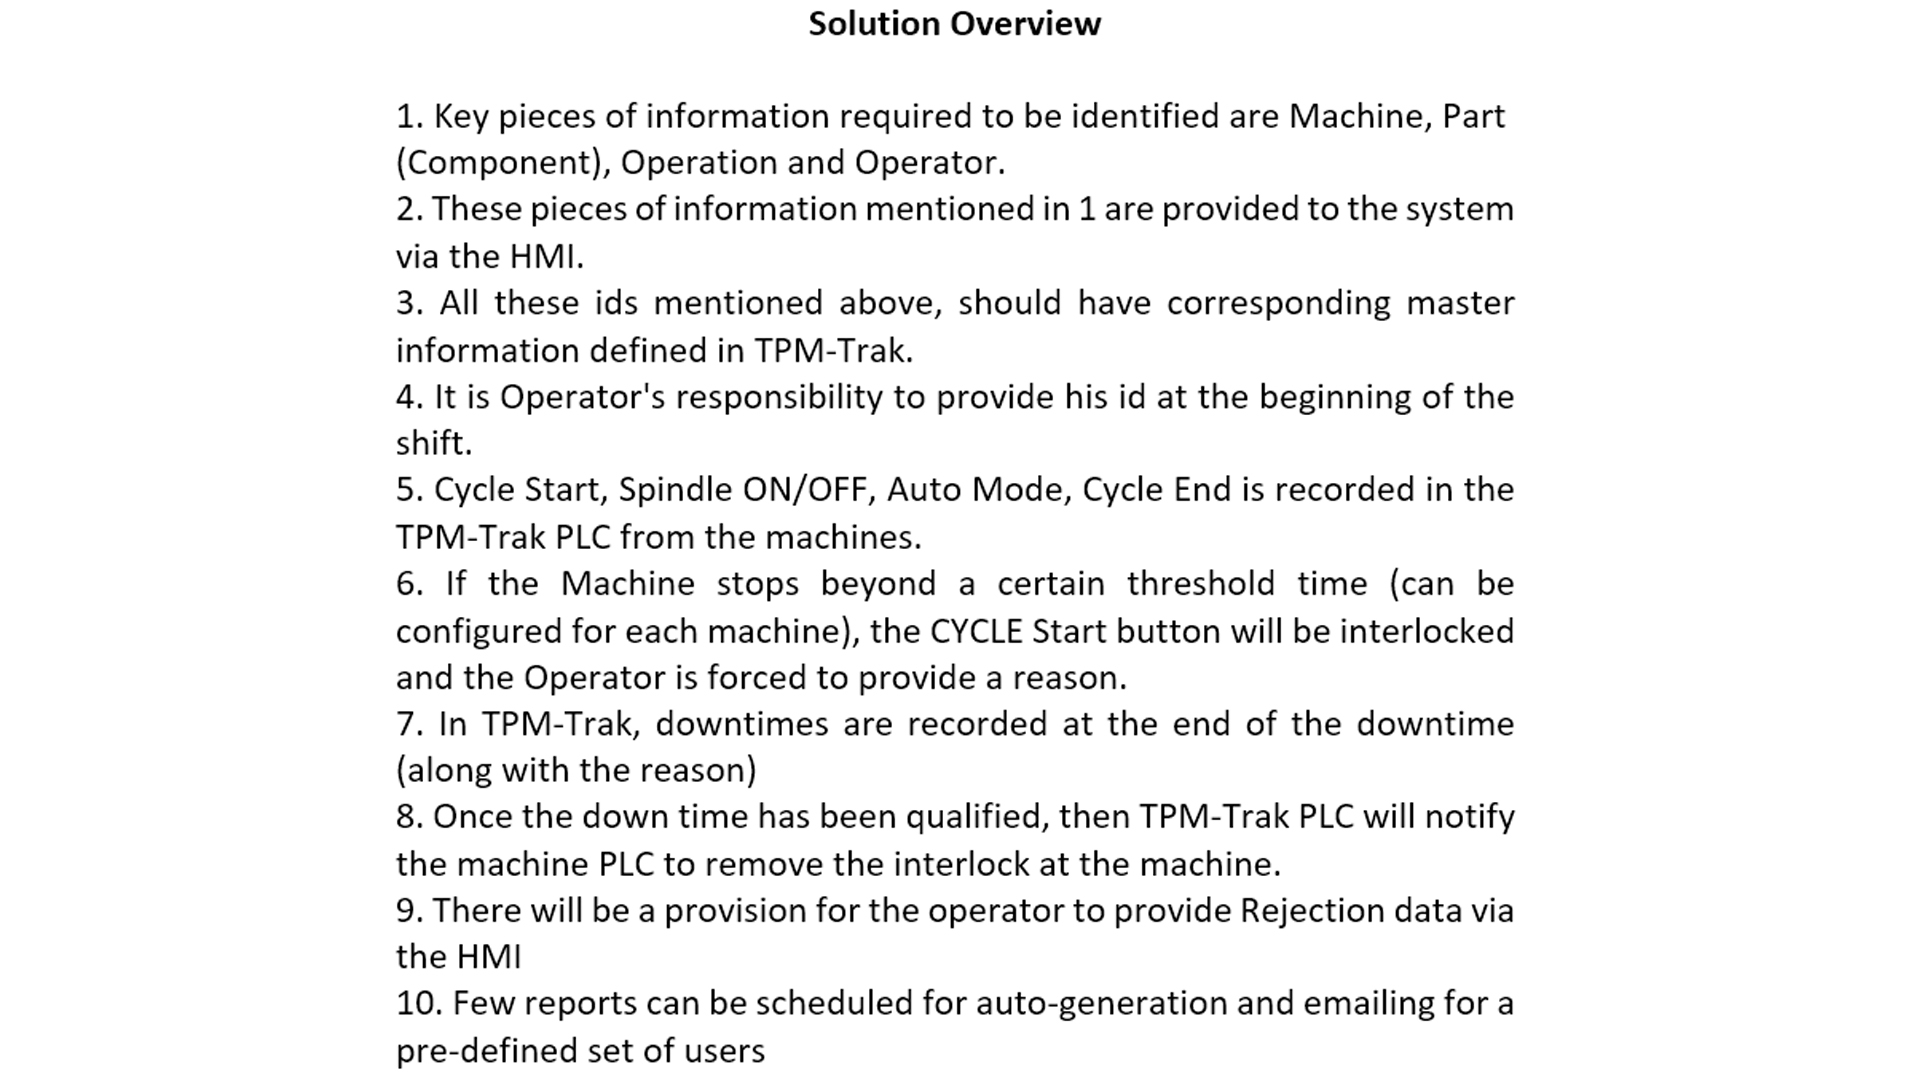 Solution Overview
1. Key pieces of information required to be identified are Machine, Part
(Component), Operation and Operator.
2. These pieces of information mentioned in 1 are provided to the system
via the HMI.
3. All these ids mentioned above, should have corresponding master
information defined in TPM-Trak.
4. It is Operator's responsibility to provide his id at the beginning of the
shift.
5. Cycle Start, Spindle ON/OFF, Auto Mode, Cycle End is recorded in the
TPM-Trak PLC from the machines.
6. If the Machine stops beyond a certain threshold time (can be
configured for each machine), the CYCLE Start button will be interlocked
and the Operator is forced to provide a reason.
7. In TPM-Trak, downtimes are recorded at the end of the downtime
(along with the reason)
8. Once the down time has been qualified, then TPM-Trak PLC will notify
the machine PLC to remove the interlock at the machine.
9. There will be a provision for the operator to provide Rejection data via
the HMI
10. Few reports can be scheduled for auto-generation and emailing for a
pre-defined set of users